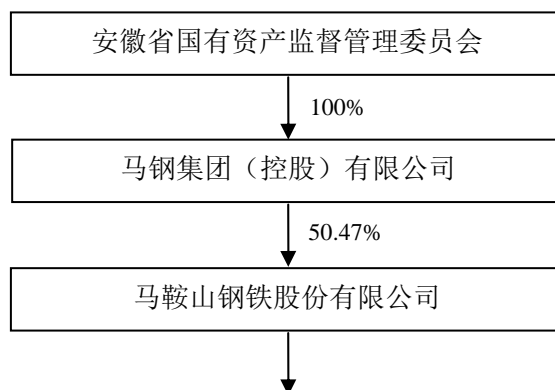 安徽省国有资产监督管理委员会
100%
马钢集团（控股）有限公司
50.47%
马鞍山钢铁股份有限公司